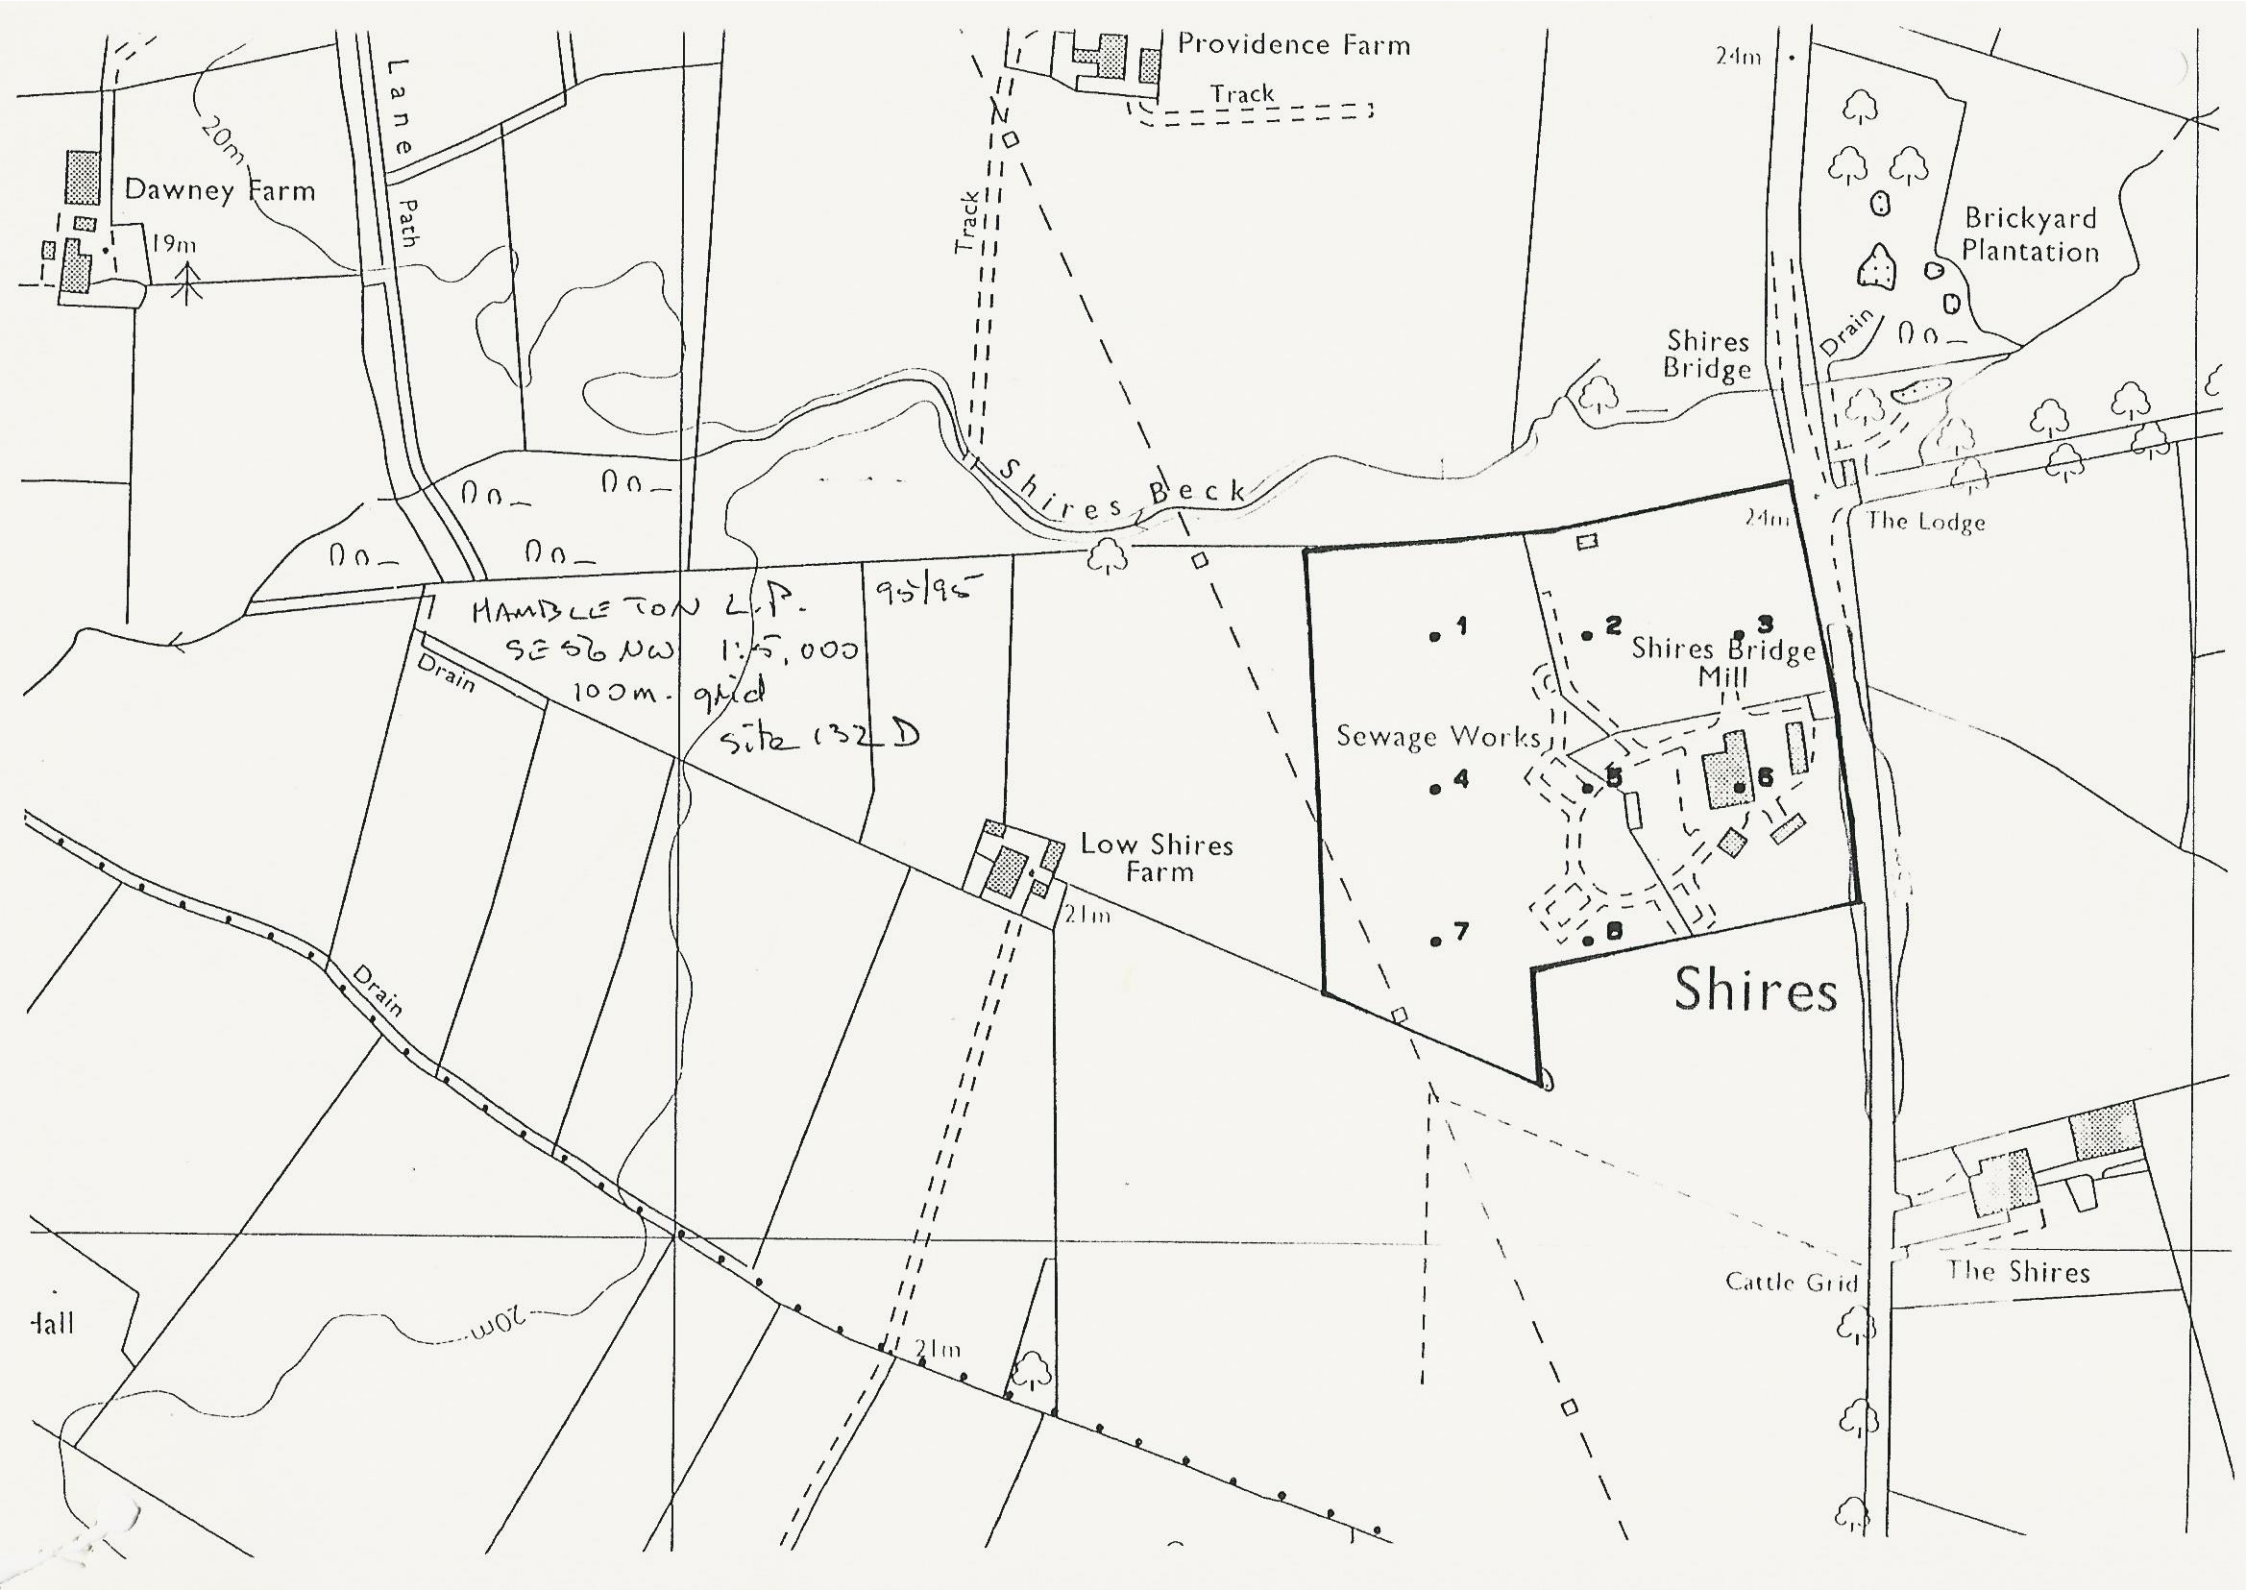 Providence Farm
Track
24m
Lane
20m
Dawney Farm
Path
19m
Track
Brickyard
Plantation
Shires
Bridge
Drain
Shires Beck
24m
The Lodge
HAMBLETON L.P.
95/95
SE56NW 1:5,000
100m. grid
Site 132 D
Drain
1
2
3
Shires Bridge
Mill
Sewage Works
4
5
6
Low Shires
Farm
21m
7
8
Drain
Shires
Cattle Grid
The Shires
Hall
20m
21m